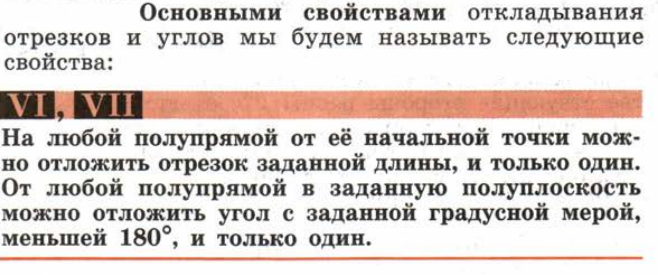 Основными свойствами откладывания
отрезков и углов мы будем называть следующие
свойства:
VI, VII
На любой полупрямой от её начальной точки мож-
но отложить отрезок заданной длины, и только один.
От любой полупрямой в заданную полуплоскость
можно отложить угол с заданной градусной мерой,
меньшей 180°, и только один.